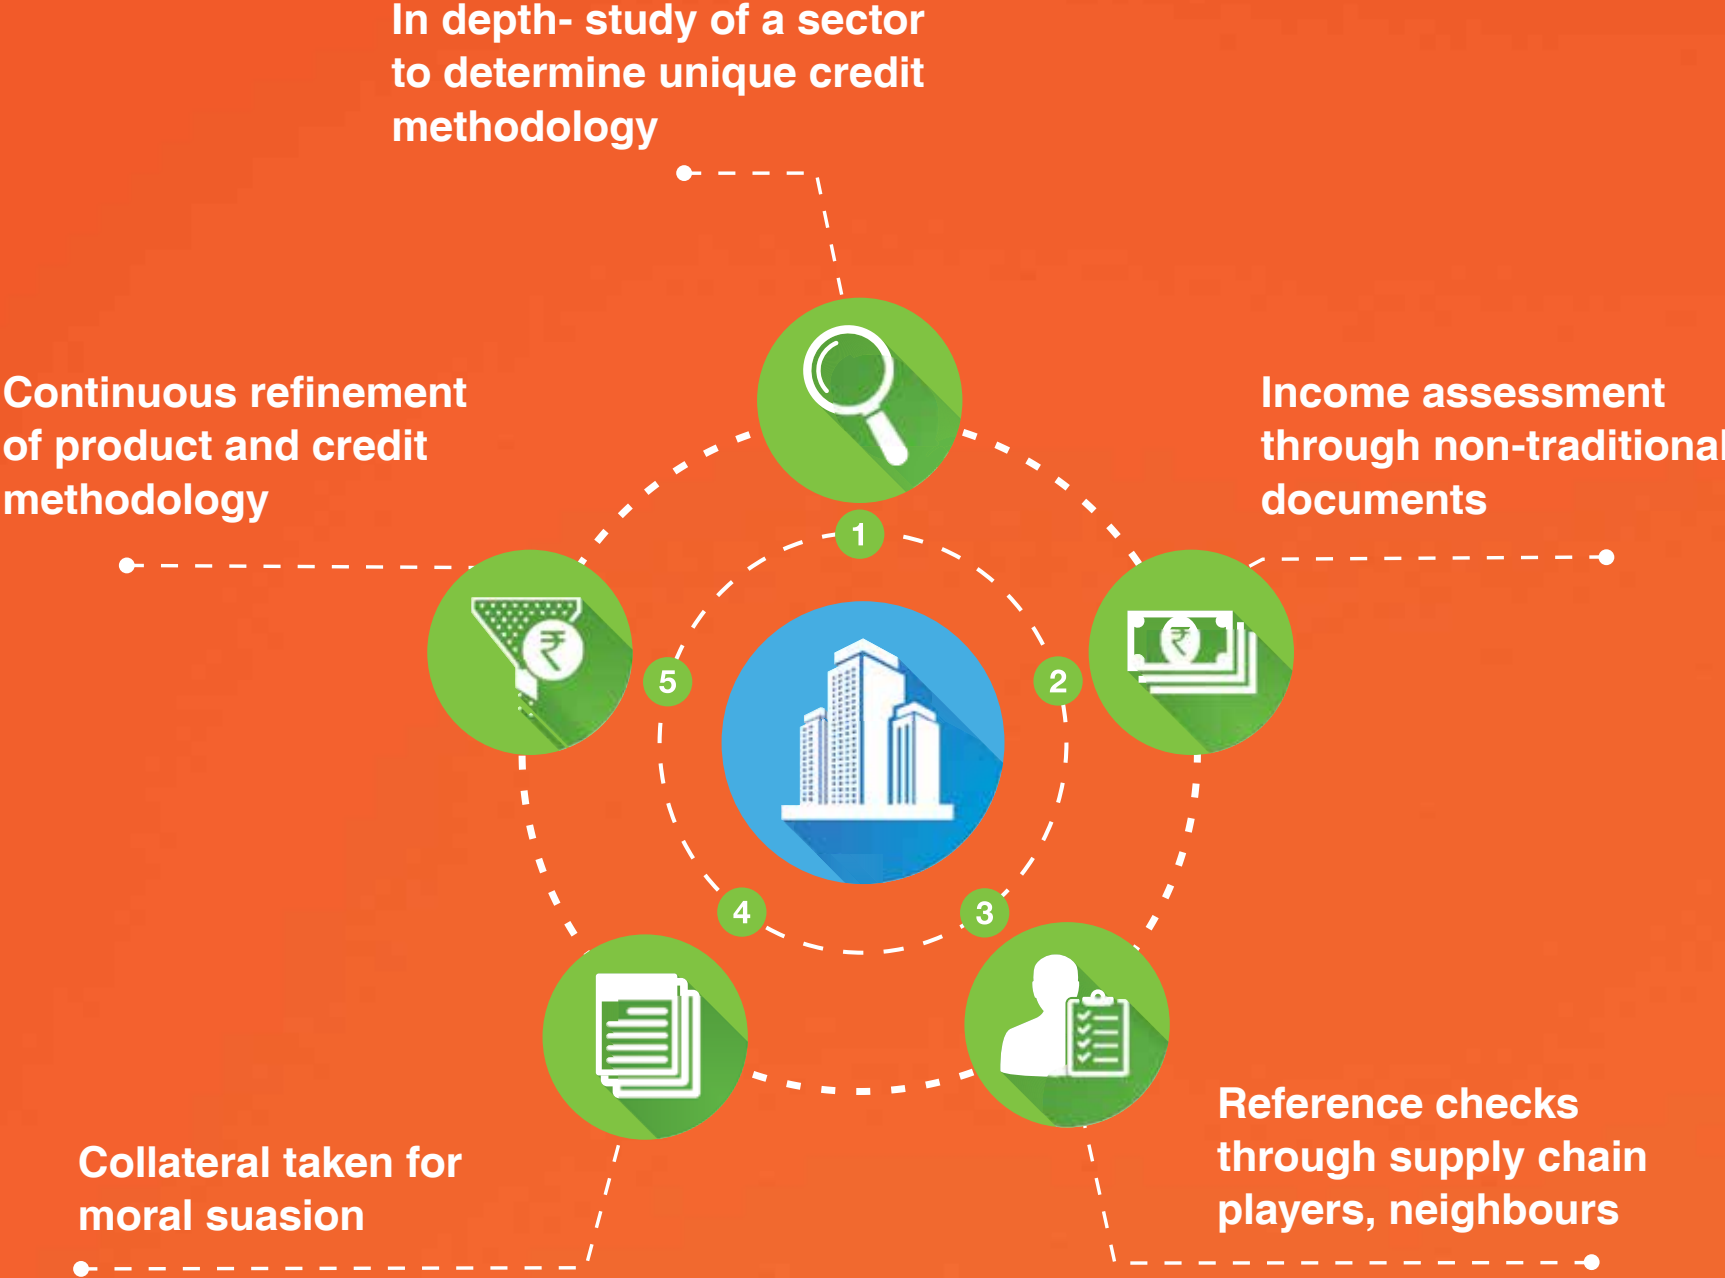 In depth- study of a sector
to determine unique credit
methodology
Continuous refinement
of product and credit
methodology
Income assessment
through non-traditional
documents
1
₹
5
2
₹
4
3
Reference checks
through supply chain
players, neighbours
Collateral taken for
moral suasion